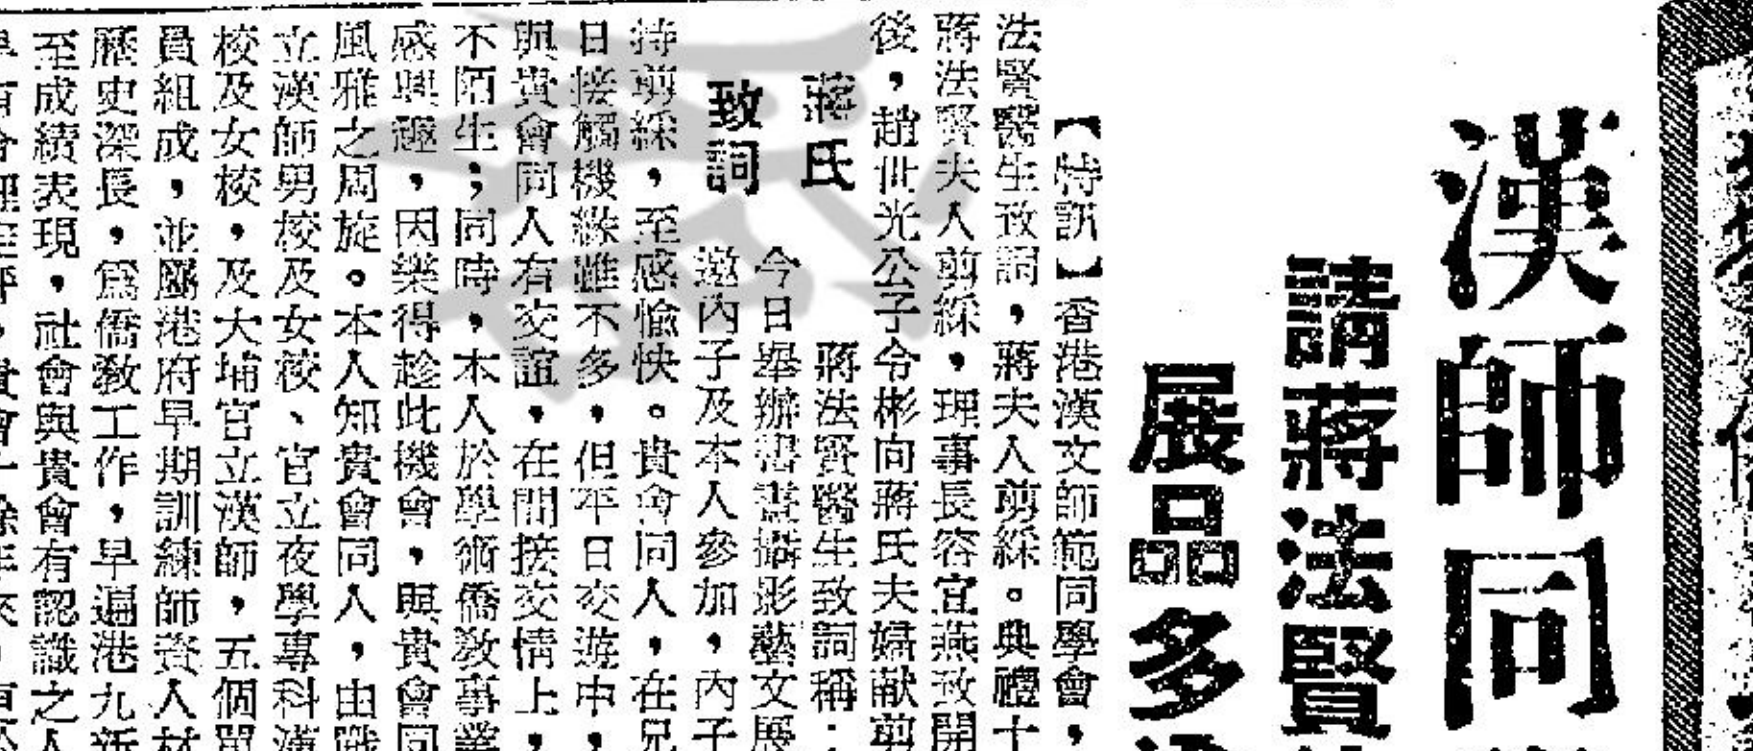 漢師同
請蔣法賢
展品多
【特訊】香港漢文師範同學會，
法賢醫生致詞，蔣夫人剪綵。典禮十
蔣法賢夫人剪綵，理事長容宜燕致開
後，趙世光公子令彬向蔣氏夫婦獻剪
蔣氏
致詞
蔣法賢醫生致詞稱：
今日舉辦書畫攝影藝文展
邀內子及本人參加，內子
持剪綵，至感愉快。貴會同人，在兄
日接觸機緣雖不多，但平日交遊中，
與貴會同人有交誼，在間接交情上，
不陌生；同時，本人於學術僑教事業
感興趣，因樂得趁此機會，與貴會同
風雅之周旋。本人知貴會同人，由戰
立漢師男校及女校、官立夜學專科漢
校及女校，及大埔官立漢師，五個單
員組成，並屬港府早期訓練師資人材
歷史深長，爲僑教工作，早遍港九新
至成績表現，社會與貴會有認識之人